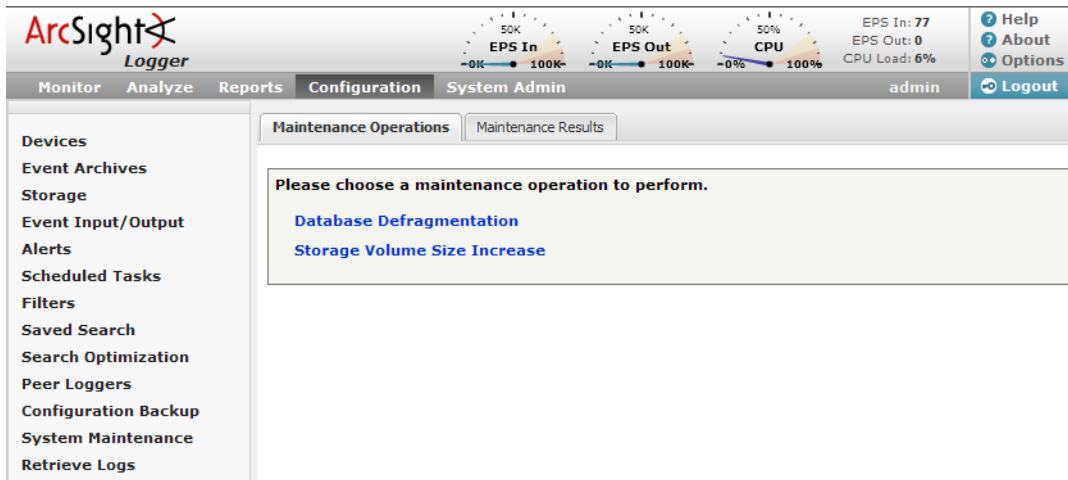 ArcSight
Logger
50K
EPS In
0K 100K
50K
EPS Out
0K 100K
50%
CPU
0% 100%
EPS In: 77
EPS Out: 0
CPU Load: 6%
Help
About
Options
Monitor Analyze Reports Configuration System Admin admin Logout
Maintenance Operations Maintenance Results
Devices
Event Archives
Storage
Event Input/Output
Alerts
Scheduled Tasks
Filters
Saved Search
Search Optimization
Peer Loggers
Configuration Backup
System Maintenance
Retrieve Logs
Please choose a maintenance operation to perform.
Database Defragmentation
Storage Volume Size Increase